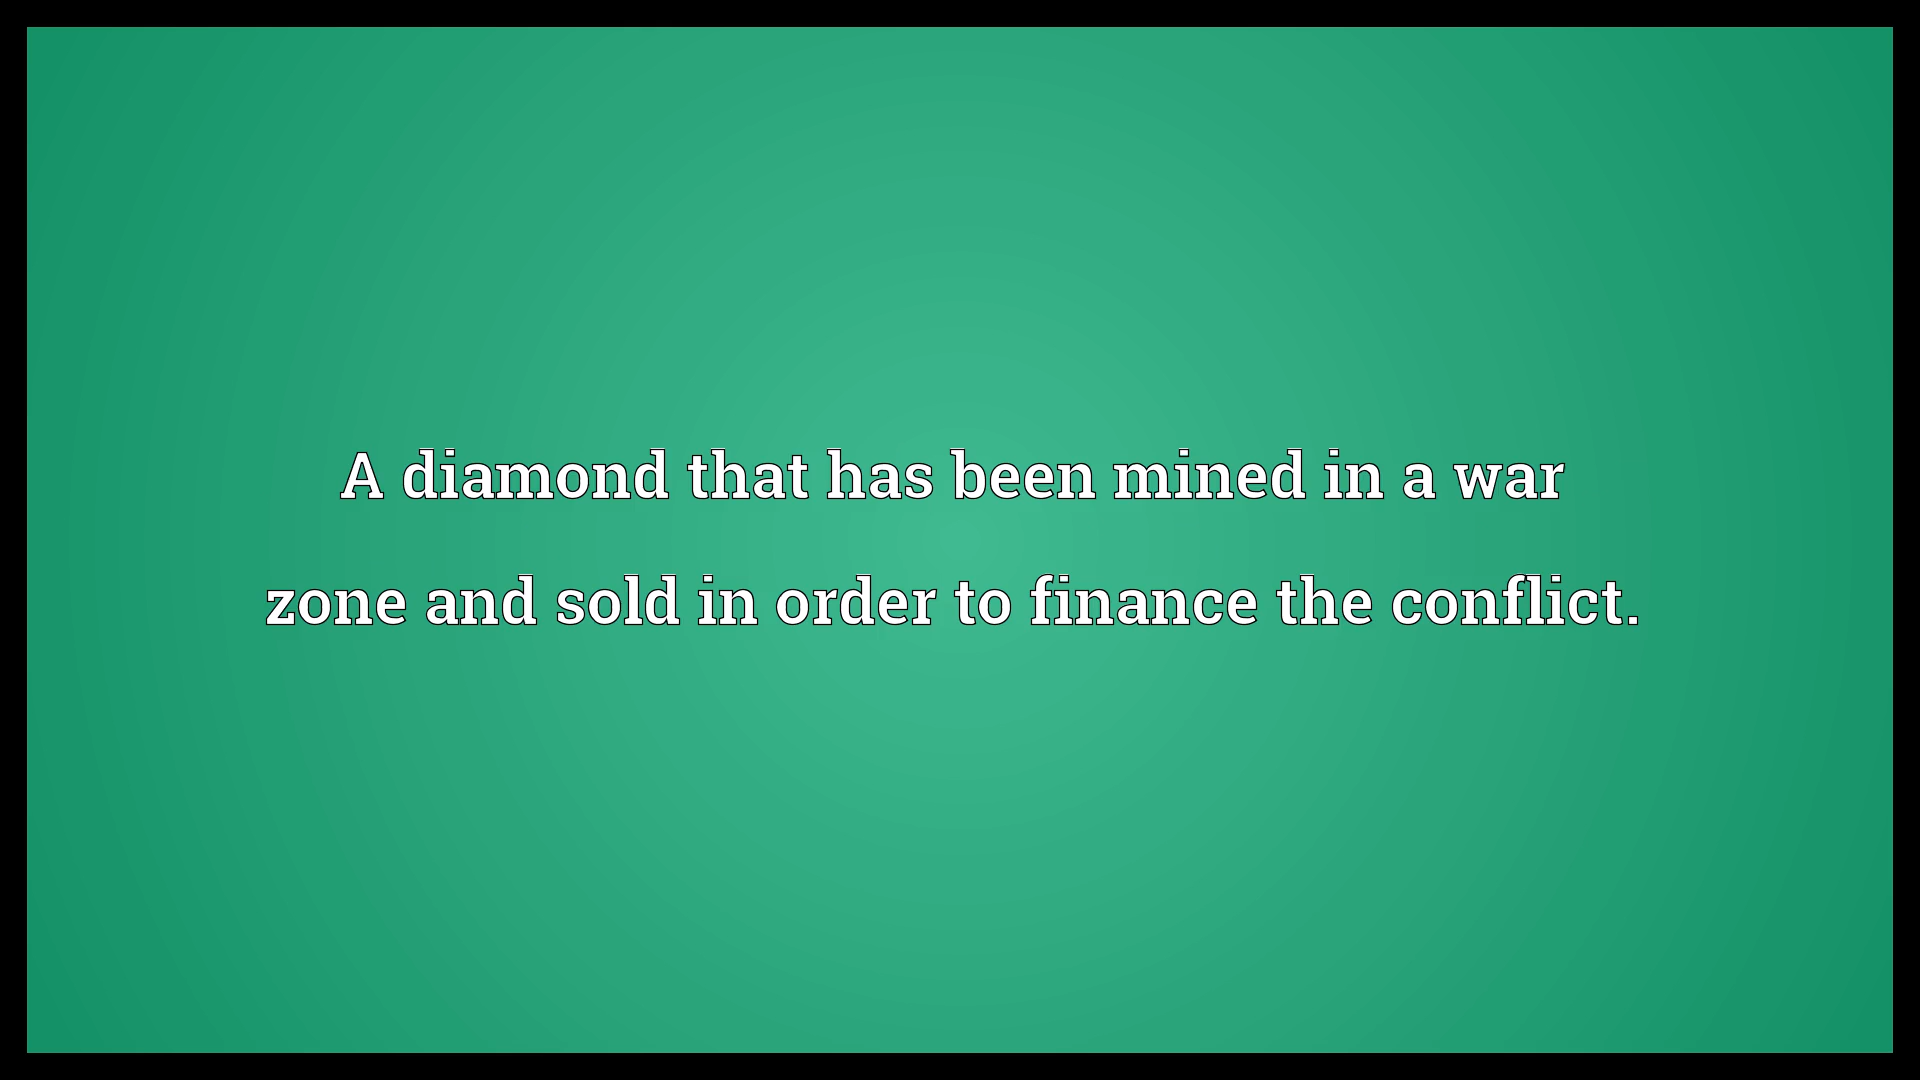 A diamond that has been mined in a war
zone and sold in order to finance the conflict.